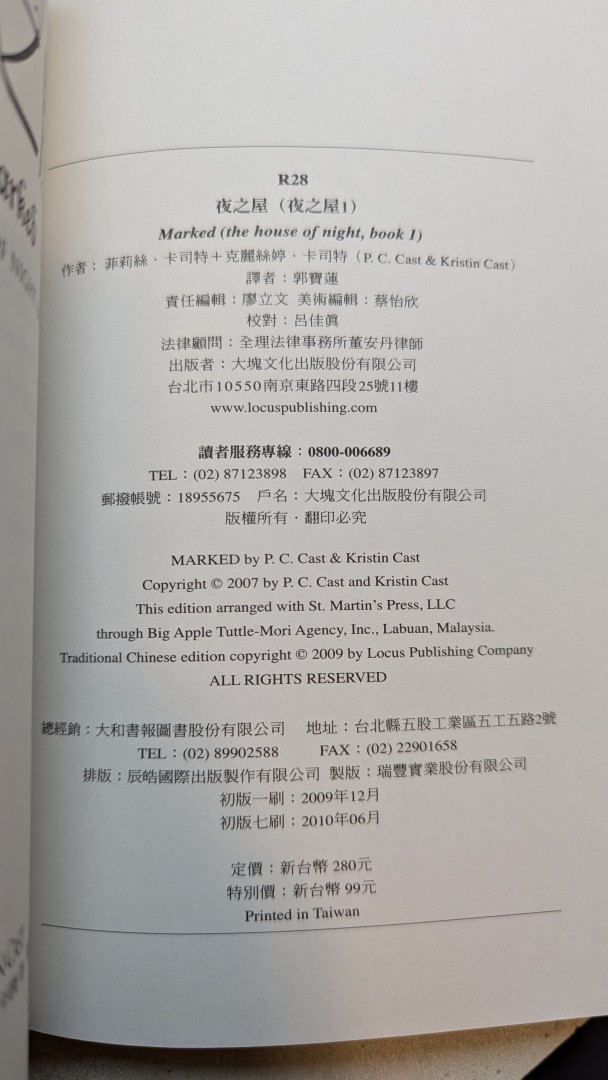 R28
夜之屋（夜之屋1）
Marked (the house of night, book 1)
作者：菲莉絲．卡司特＋克麗絲婷．卡司特（P. C. Cast & Kristin Cast）
譯者：郭寶蓮
責任編輯：廖立文 美術編輯：蔡怡欣
校對：呂佳真
法律顧問：全理法律事務所董安丹律師
出版者：大塊文化出版股份有限公司
台北市10550南京東路四段25號11樓
www.locuspublishing.com
讀者服務專線：0800-006689
TEL：(02) 87123898 FAX：(02) 87123897
郵撥帳號：18955675 戶名：大塊文化出版股份有限公司
版權所有．翻印必究
MARKED by P. C. Cast & Kristin Cast
Copyright © 2007 by P. C. Cast and Kristin Cast
This edition arranged with St. Martin's Press, LLC
through Big Apple Tuttle-Mori Agency, Inc., Labuan, Malaysia.
Traditional Chinese edition copyright © 2009 by Locus Publishing Company
ALL RIGHTS RESERVED
總經銷：大和書報圖書股份有限公司 地址：台北縣五股工業區五工五路2號
TEL：(02) 89902588 FAX：(02) 22901658
排版：辰皓國際出版製作有限公司 製版：瑞豐實業股份有限公司
初版一刷：2009年12月
初版七刷：2010年06月
定價：新台幣 280元
特別價：新台幣 99元
Printed in Taiwan